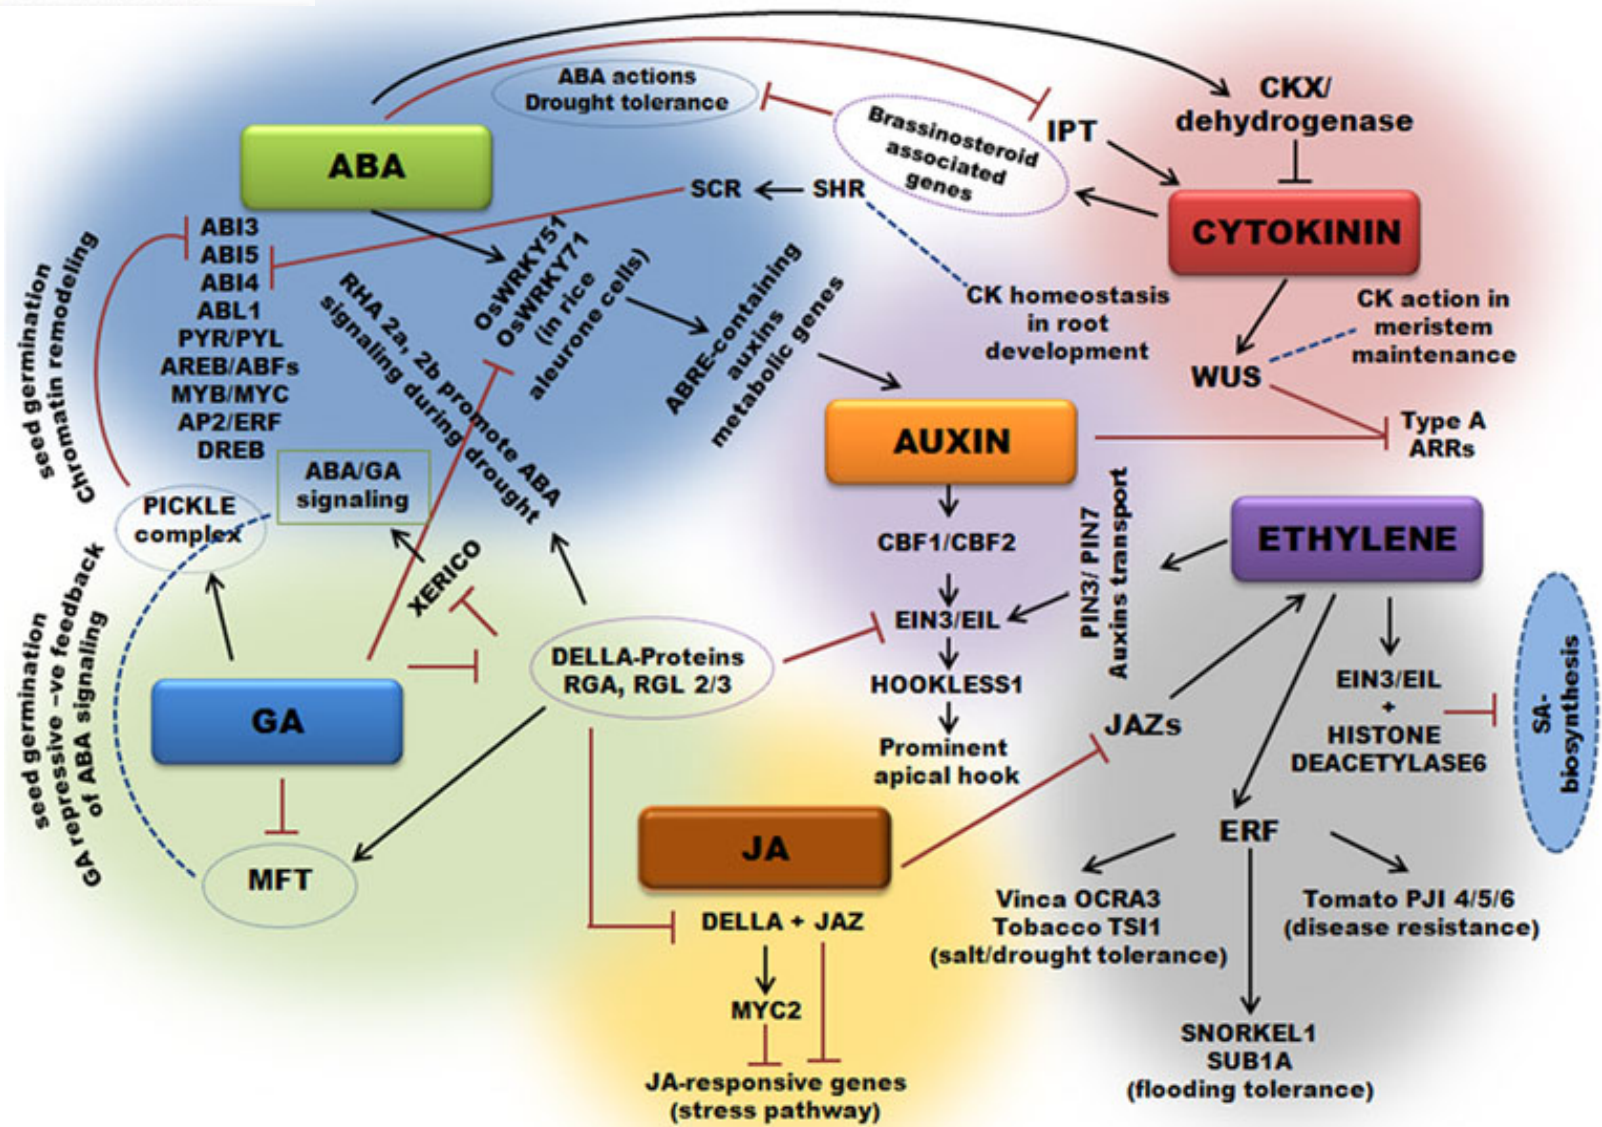 ABA actions
Drought tolerance
CKX/
dehydrogenase
IPT
Brassinosteroid
associated
genes
ABA
SCR
SHR
CYTOKININ
ABI3
ABI5
ABI4
ABL1
PYR/PYL
AREB/ABFs
MYB/MYC
AP2/ERF
DREB
seed germination
Chromatin remodeling
OsWRKY51
OsWRKY71
(in rice
aleurone cells)
RHA 2a, 2b promote ABA
signaling during drought
ABRE-containing
auxins
metabolic genes
CK homeostasis
in root
development
CK action in
meristem
maintenance
WUS
Type A
ARRs
AUXIN
ABA/GA
signaling
PICKLE
complex
XERICO
CBF1/CBF2
PIN3/ PIN7
Auxins transport
ETHYLENE
EIN3/EIL
DELLA-Proteins
RGA, RGL 2/3
HOOKLESS1
Prominent
apical hook
GA
seed germination
GA repressive –ve feedback
of ABA signaling
MFT
JAZs
EIN3/EIL
+
HISTONE
DEACETYLASE6
SA-
biosynthesis
JA
ERF
DELLA + JAZ
MYC2
JA-responsive genes
(stress pathway)
Vinca OCRA3
Tobacco TSI1
(salt/drought tolerance)
Tomato PJI 4/5/6
(disease resistance)
SNORKEL1
SUB1A
(flooding tolerance)